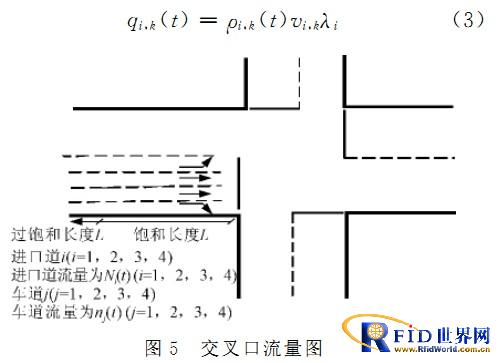 q_{i,k}(t) = ρ_{i,k}(t)v_{i,k}λ_i (3)
过饱和长度L 饱和长度L
进口道i(i=1，2，3，4)
进口道流量为N_i(t)(i=1，2，3，4)
车道j(j=1，2，3，4)
车道流量为n_j(t)(j=1，2，3，4)
图5 交叉口流量图
RFID世界网
www.RfidWorld.com.cn